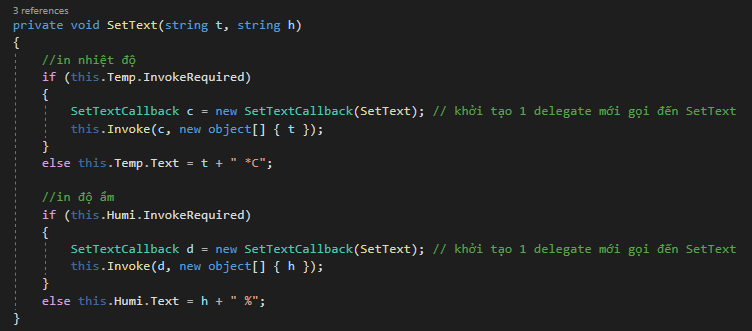 3 references
private void SetText(string t, string h)
{
//in nhiệt độ
if (this.Temp.InvokeRequired)
{
SetTextCallback c = new SetTextCallback(SetText); // khởi tạo 1 delegate mới gọi đến SetText
this.Invoke(c, new object[] { t });
}
else this.Temp.Text = t + " *C";
//in độ ẩm
if (this.Humi.InvokeRequired)
{
SetTextCallback d = new SetTextCallback(SetText); // khởi tạo 1 delegate mới gọi đến SetText
this.Invoke(d, new object[] { h });
}
else this.Humi.Text = h + " %";
}